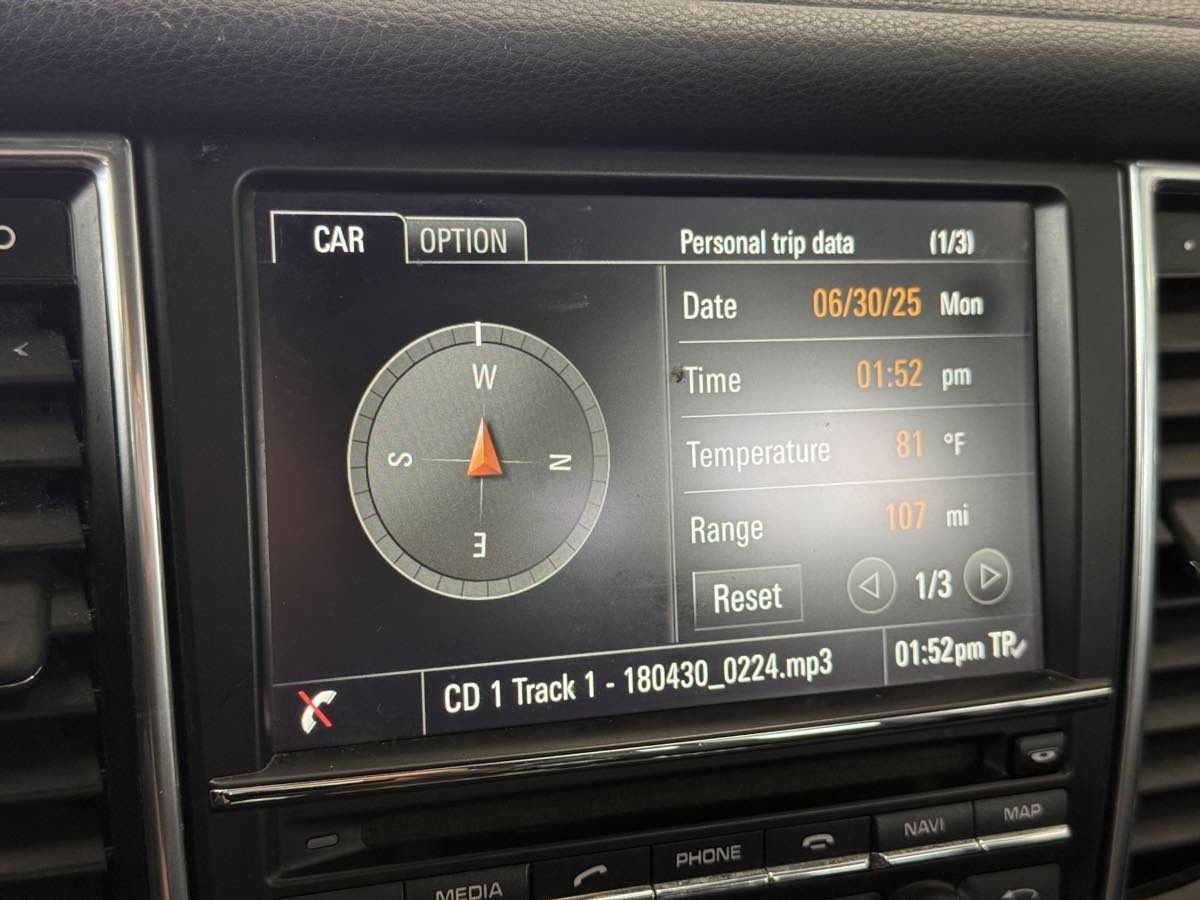 CAR OPTION Personal trip data (1/3)
Date 06/30/25 Mon
Time 01:52 pm
Temperature 81 °F
Range 107 mi
Reset 1/3
W
S N
E
CD 1 Track 1 - 180430_0224.mp3 01:52pm TP
MEDIA PHONE NAVI MAP